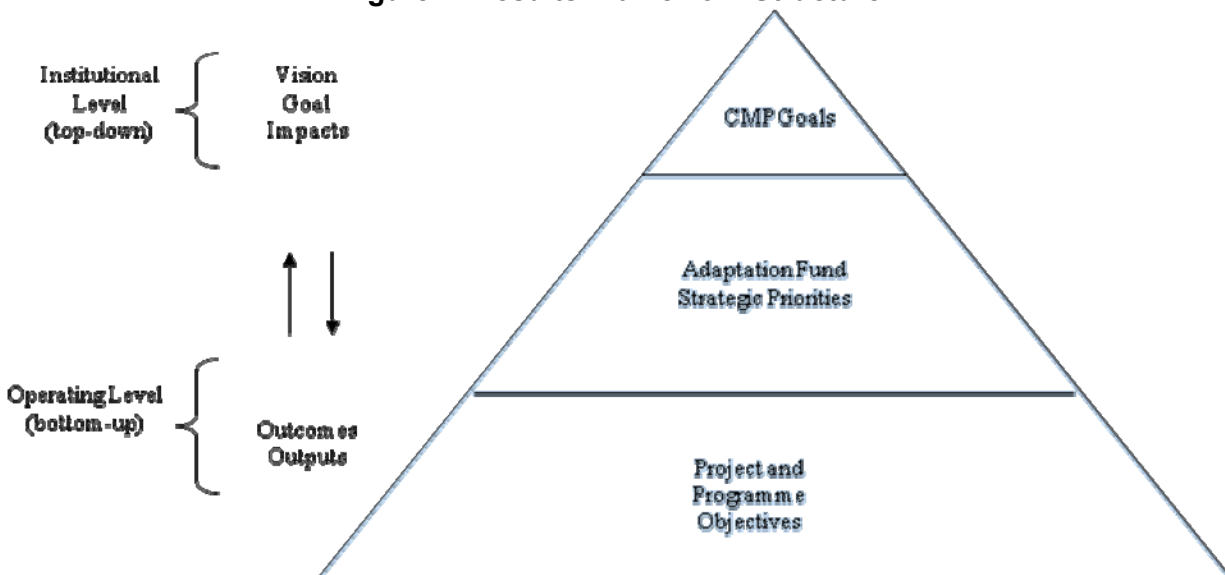 Institutional
Level
(top-down)
Vision
Goal
Impacts
CMP Goals
Adaptation Fund
Strategic Priorities
Operating Level
(bottom-up)
Outcomes
Outputs
Project and
Programme
Objectives